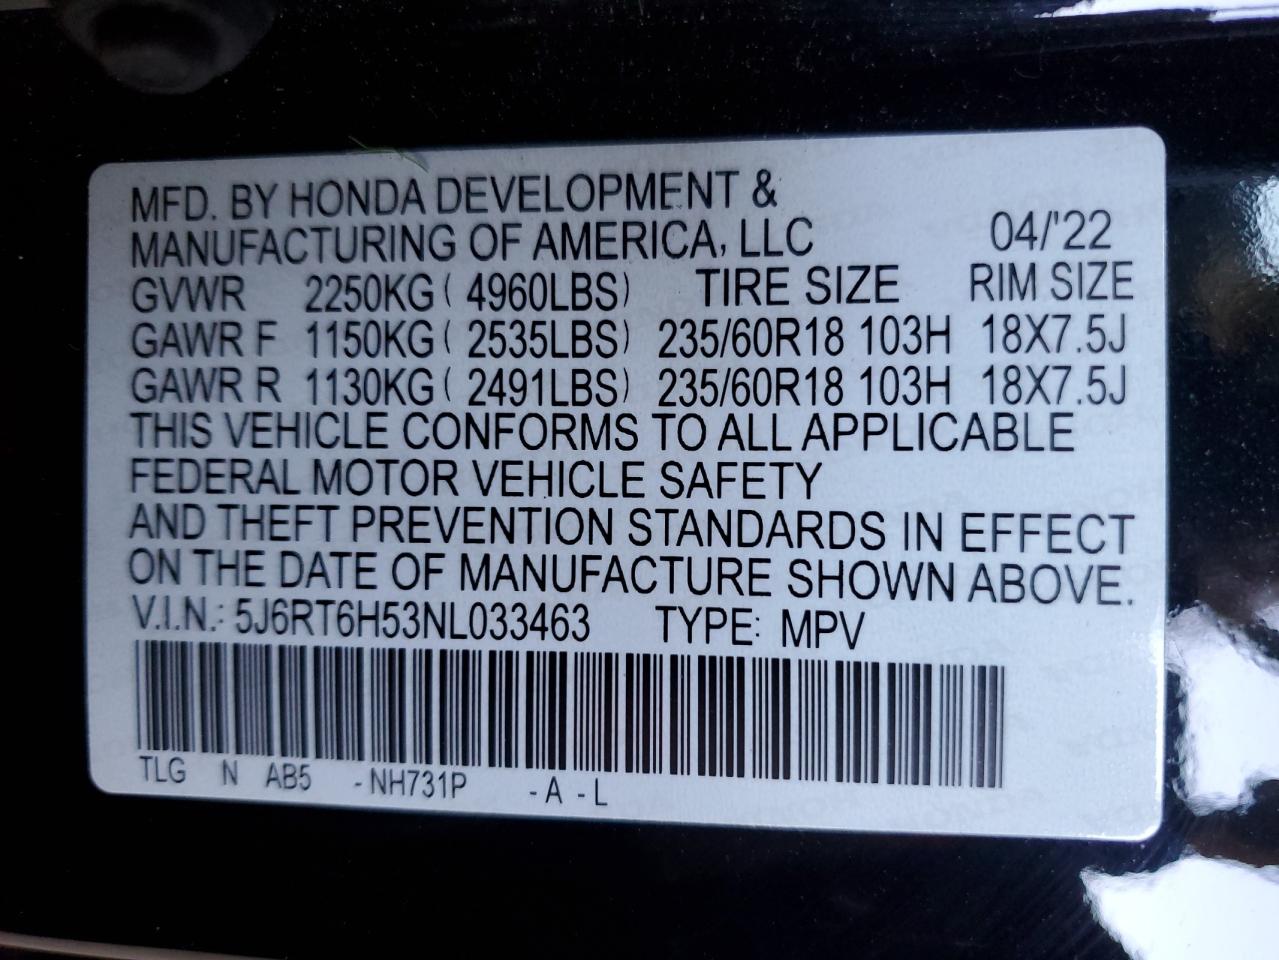 MFD. BY HONDA DEVELOPMENT &
MANUFACTURING OF AMERICA, LLC 04/'22
GVWR 2250KG ( 4960LBS) TIRE SIZE RIM SIZE
GAWR F 1150KG ( 2535LBS) 235/60R18 103H 18X7.5J
GAWR R 1130KG ( 2491LBS) 235/60R18 103H 18X7.5J
THIS VEHICLE CONFORMS TO ALL APPLICABLE
FEDERAL MOTOR VEHICLE SAFETY
AND THEFT PREVENTION STANDARDS IN EFFECT
ON THE DATE OF MANUFACTURE SHOWN ABOVE.
V.I.N.: 5J6RT6H53NL033463 TYPE: MPV
TLG N AB5 -NH731P -A -L